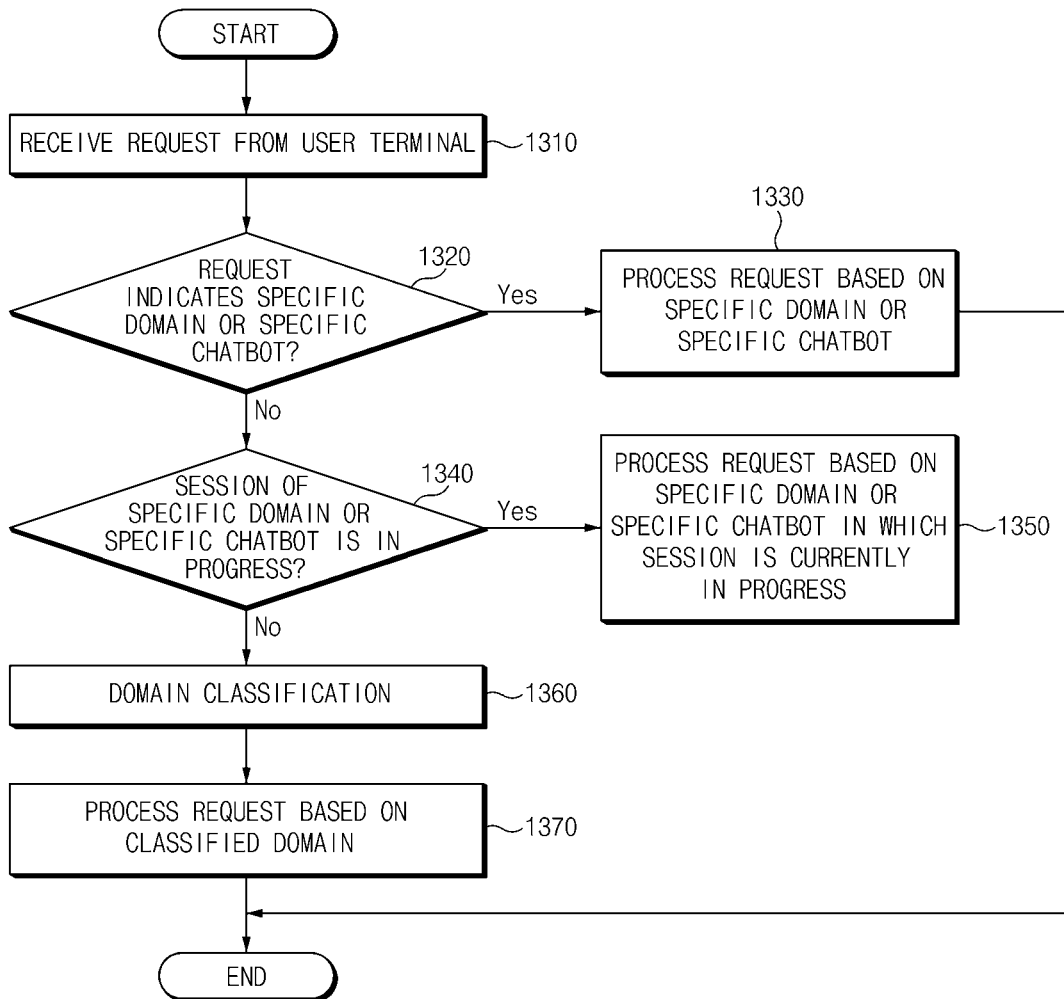 START
RECEIVE REQUEST FROM USER TERMINAL
1310
REQUEST
INDICATES SPECIFIC
DOMAIN OR SPECIFIC
CHATBOT?
1320
Yes
No
1330
PROCESS REQUEST BASED ON
SPECIFIC DOMAIN OR
SPECIFIC CHATBOT
SESSION OF
SPECIFIC DOMAIN OR
SPECIFIC CHATBOT IS IN
PROGRESS?
1340
Yes
No
PROCESS REQUEST BASED ON
SPECIFIC DOMAIN OR
SPECIFIC CHATBOT IN WHICH
SESSION IS CURRENTLY
IN PROGRESS
1350
DOMAIN CLASSIFICATION
1360
PROCESS REQUEST BASED ON
CLASSIFIED DOMAIN
1370
END